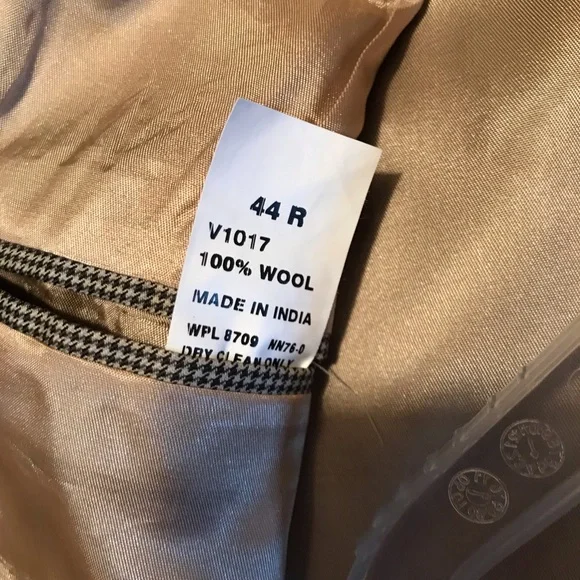 44 R
V1017
100% WOOL
MADE IN INDIA
WPL 8709 NN76-0
DRY CLEAN ONLY